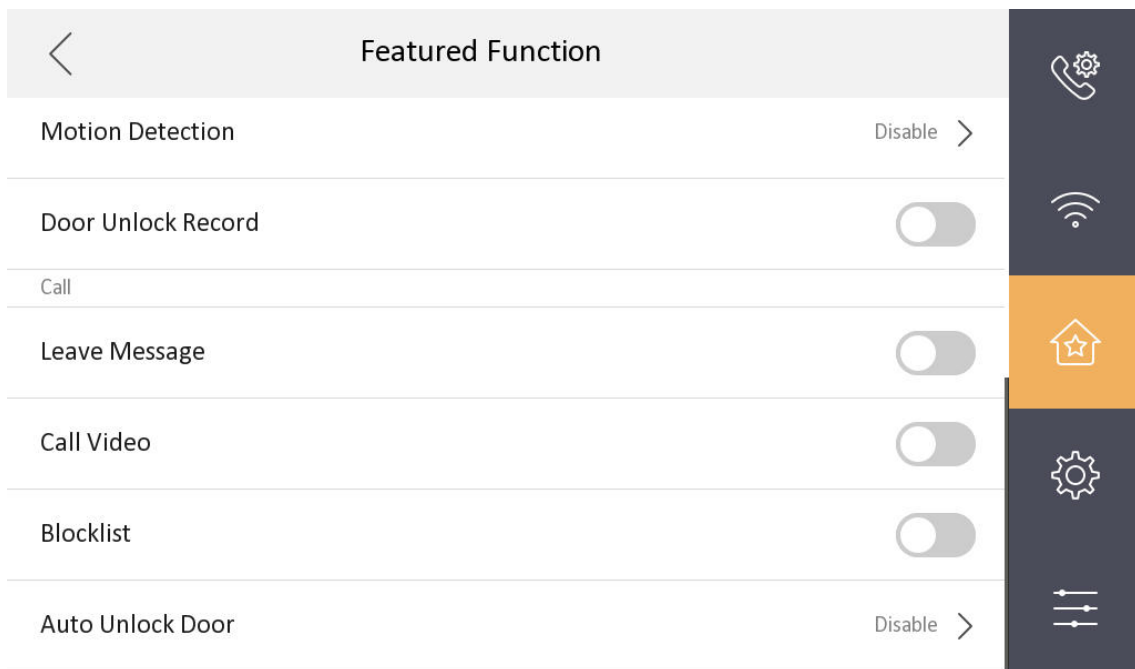 Featured Function
Motion Detection Disable
Door Unlock Record
Call
Leave Message
Call Video
Blocklist
Auto Unlock Door Disable